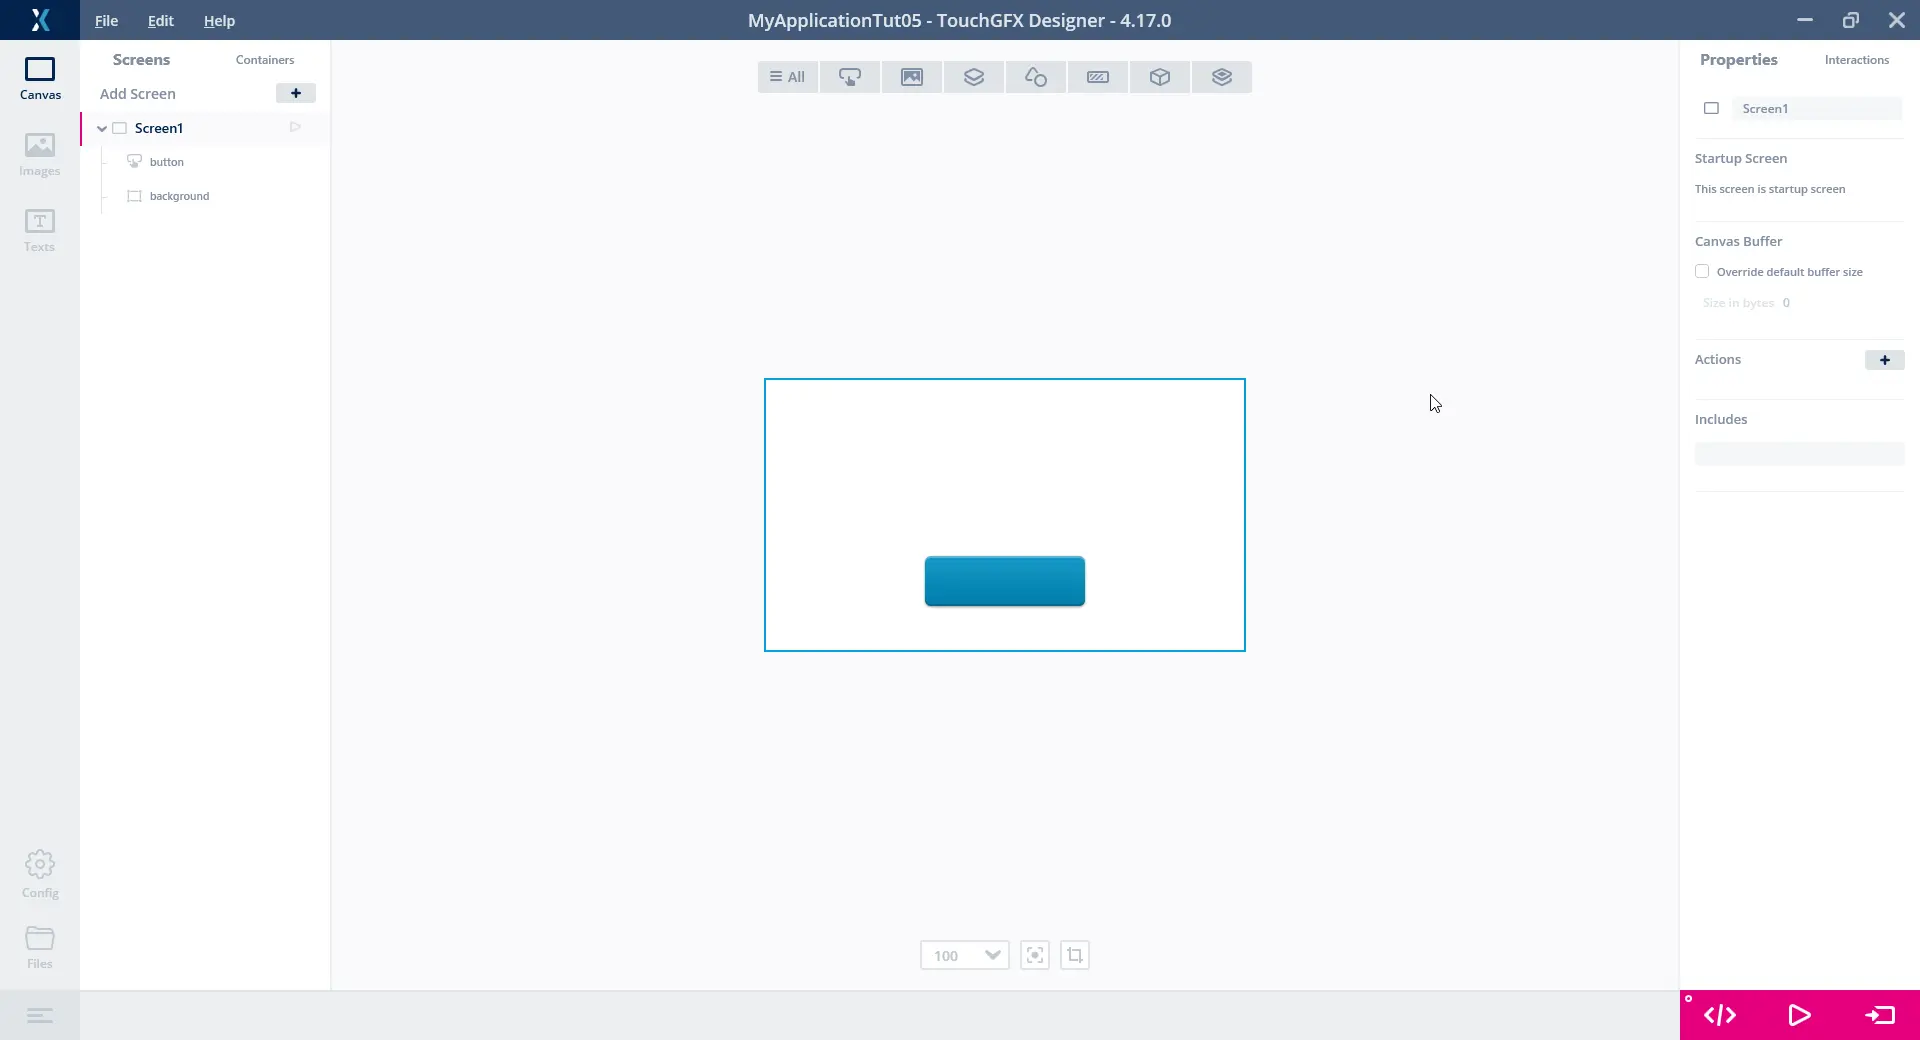 File Edit Help
MyApplicationTut05 - TouchGFX Designer - 4.17.0
Canvas
Images
Texts
Config
Files
Screens Containers
Add Screen
Screen1
button
background
All
100
Properties Interactions
Screen1
Startup Screen
This screen is startup screen
Canvas Buffer
Override default buffer size
Size in bytes 0
Actions
Includes